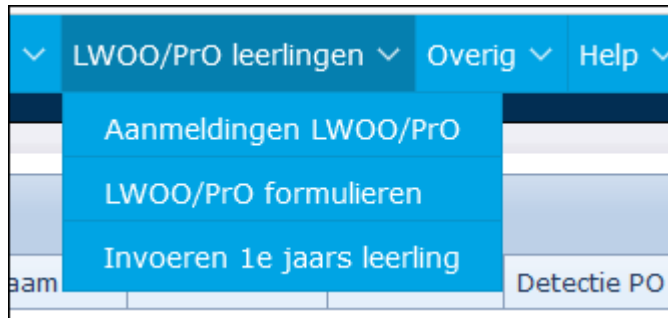 LWOO/PrO leerlingen Overig Help
Aanmeldingen LWOO/PrO
LWOO/PrO formulieren
Invoeren 1e jaars leerling
Detectie PO